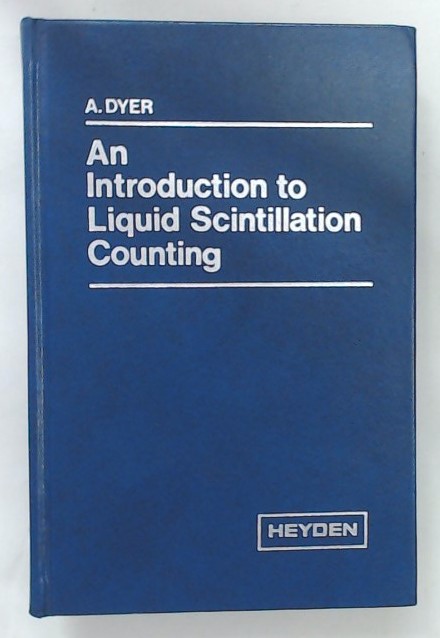 A. DYER
An
Introduction to
Liquid Scintillation
Counting
HEYDEN